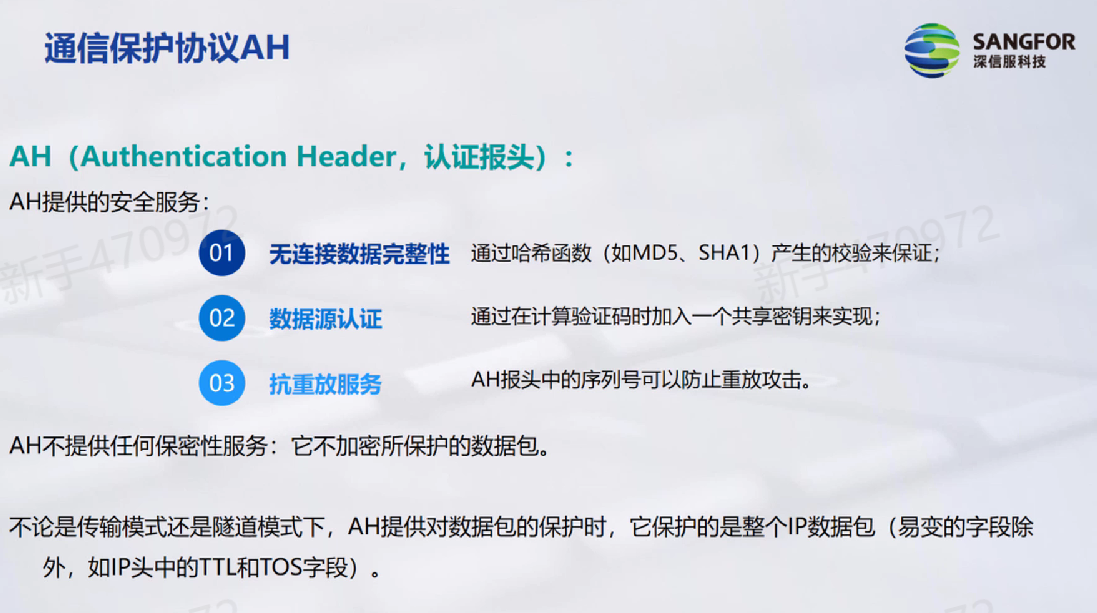 通信保护协议AH
SANGFOR
深信服科技
AH（Authentication Header，认证报头）：
AH提供的安全服务：
01 无连接数据完整性 通过哈希函数（如MD5、SHA1）产生的校验来保证；
02 数据源认证 通过在计算验证码时加入一个共享密钥来实现；
03 抗重放服务 AH报头中的序列号可以防止重放攻击。
AH不提供任何保密性服务：它不加密所保护的数据包。
不论是传输模式还是隧道模式下，AH提供对数据包的保护时，它保护的是整个IP数据包（易变的字段除
外，如IP头中的TTL和TOS字段）。
新手470972
新手470972